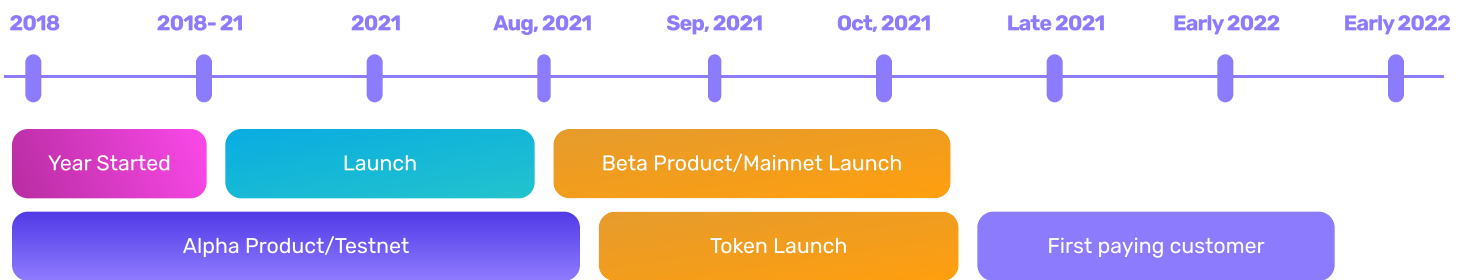 2018 2018- 21 2021 Aug, 2021 Sep, 2021 Oct, 2021 Late 2021 Early 2022 Early 2022
Year Started Launch Beta Product/Mainnet Launch
Alpha Product/Testnet Token Launch First paying customer